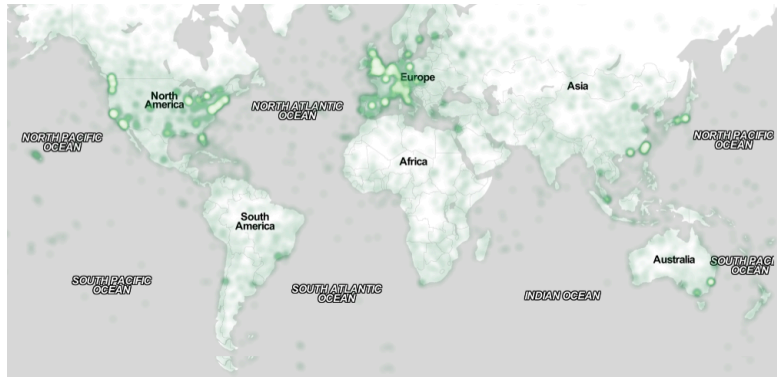 Europe
Asia
North
America
NORTH ATLANTIC
OCEAN
NORTH PACIFIC
OCEAN
NORTH PACIFIC
OCEAN
Africa
South
America
Australia
SOUTH PACI
OCEAN
SOUTH PACIFIC
OCEAN
SOUTH ATLANTIC
OCEAN
INDIAN OCEAN